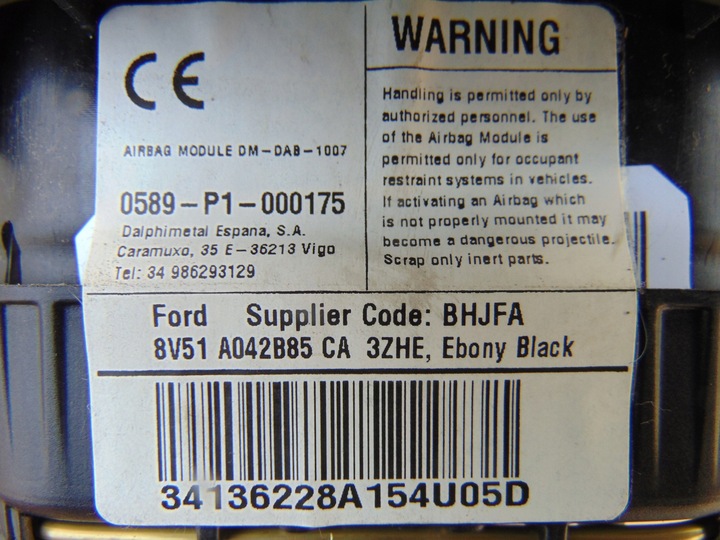 CE
AIRBAG MODULE DM-DAB-1007
0589-P1-000175
Dalphimetal Espana, S.A.
Caramuxo, 35 E-36213 Vigo
Tel: 34 986293129
WARNING
Handling is permitted only by
authorized personnel. The use
of the Airbag Module is
permitted only for occupant
restraint systems in vehicles.
If activating an Airbag which
is not properly mounted it may
become a dangerous projectile.
Scrap only inert parts.
Ford Supplier Code: BHJFA
8V51 A042B85 CA 3ZHE, Ebony Black
34136228A154U05D